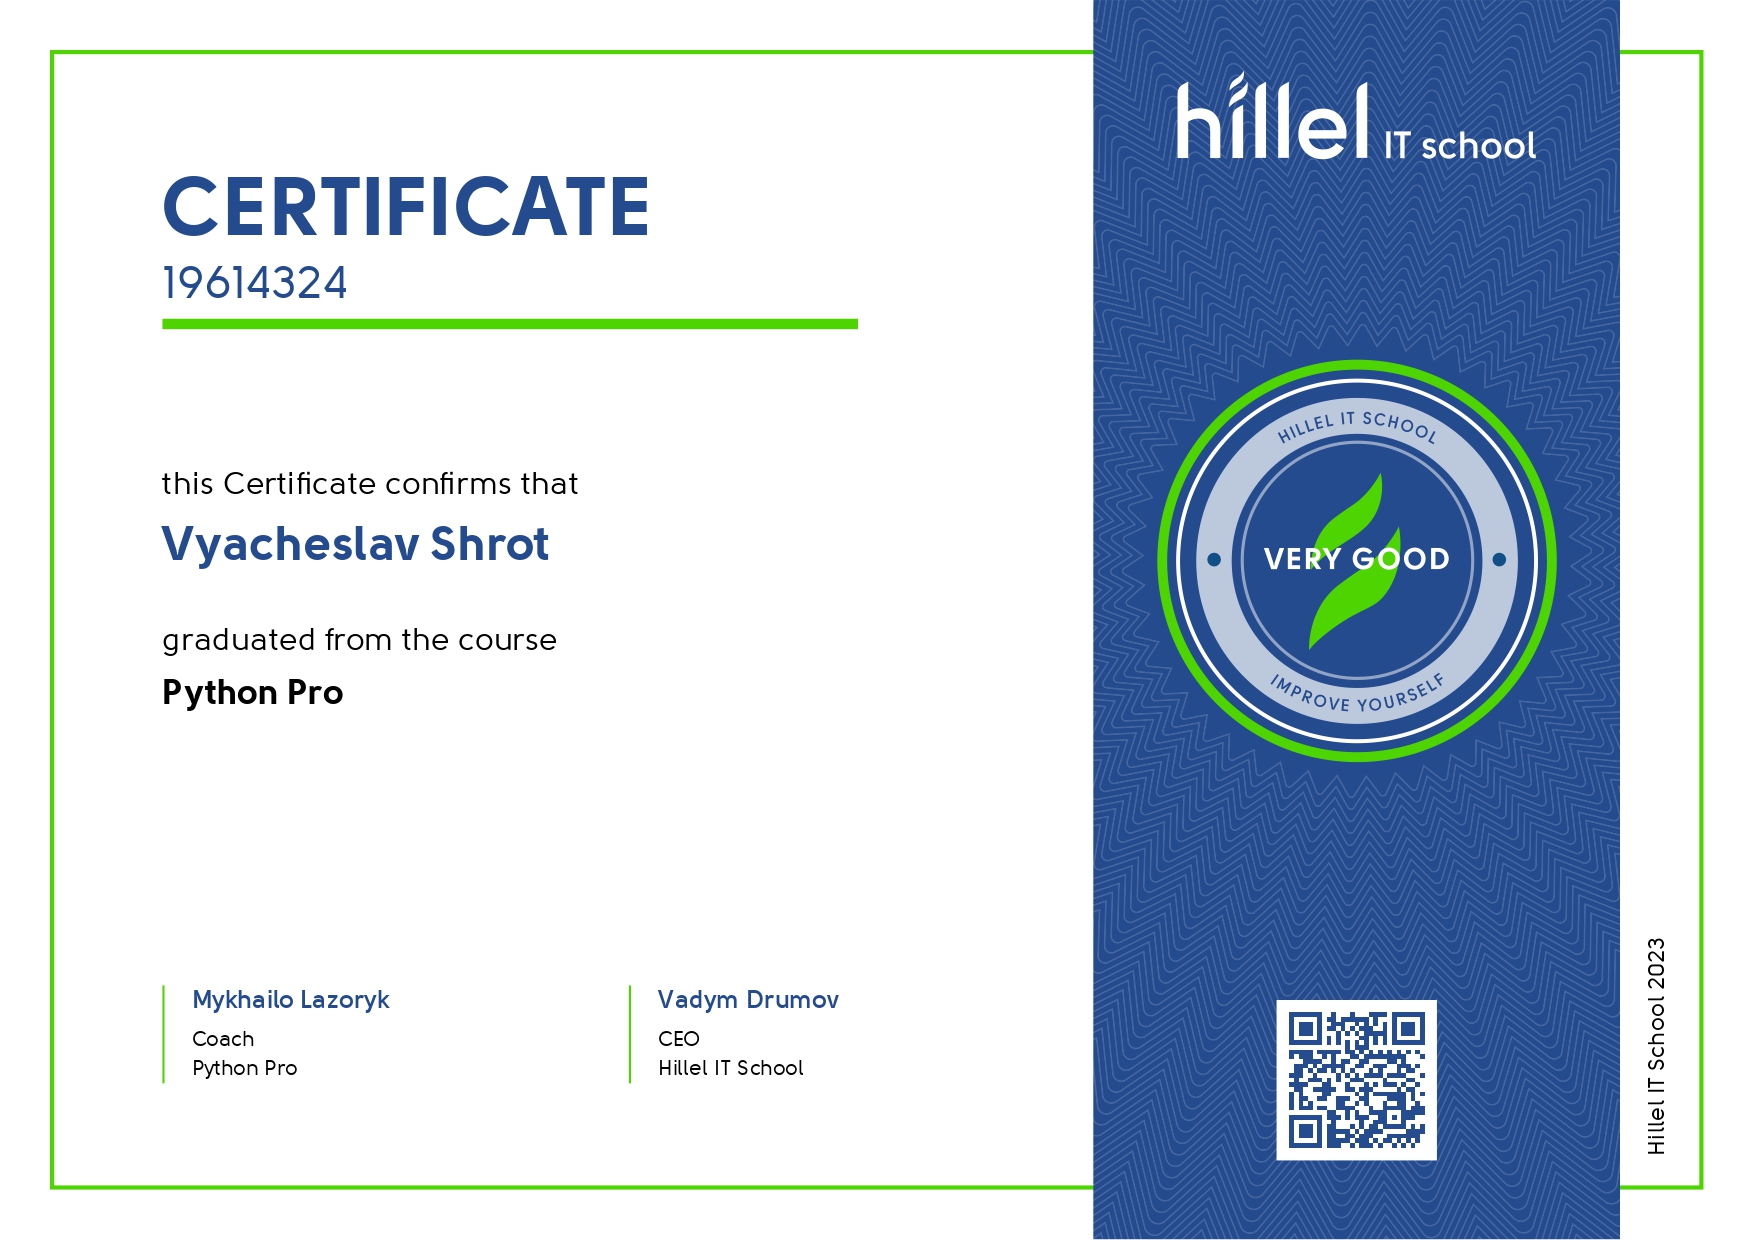 CERTIFICATE
19614324
this Certificate confirms that
Vyacheslav Shrot
graduated from the course
Python Pro
Mykhailo Lazoryk
Coach
Python Pro
Vadym Drumov
CEO
Hillel IT School
hillel IT school
HILLEL IT SCHOOL
VERY GOOD
IMPROVE YOURSELF
Hillel IT School 2023